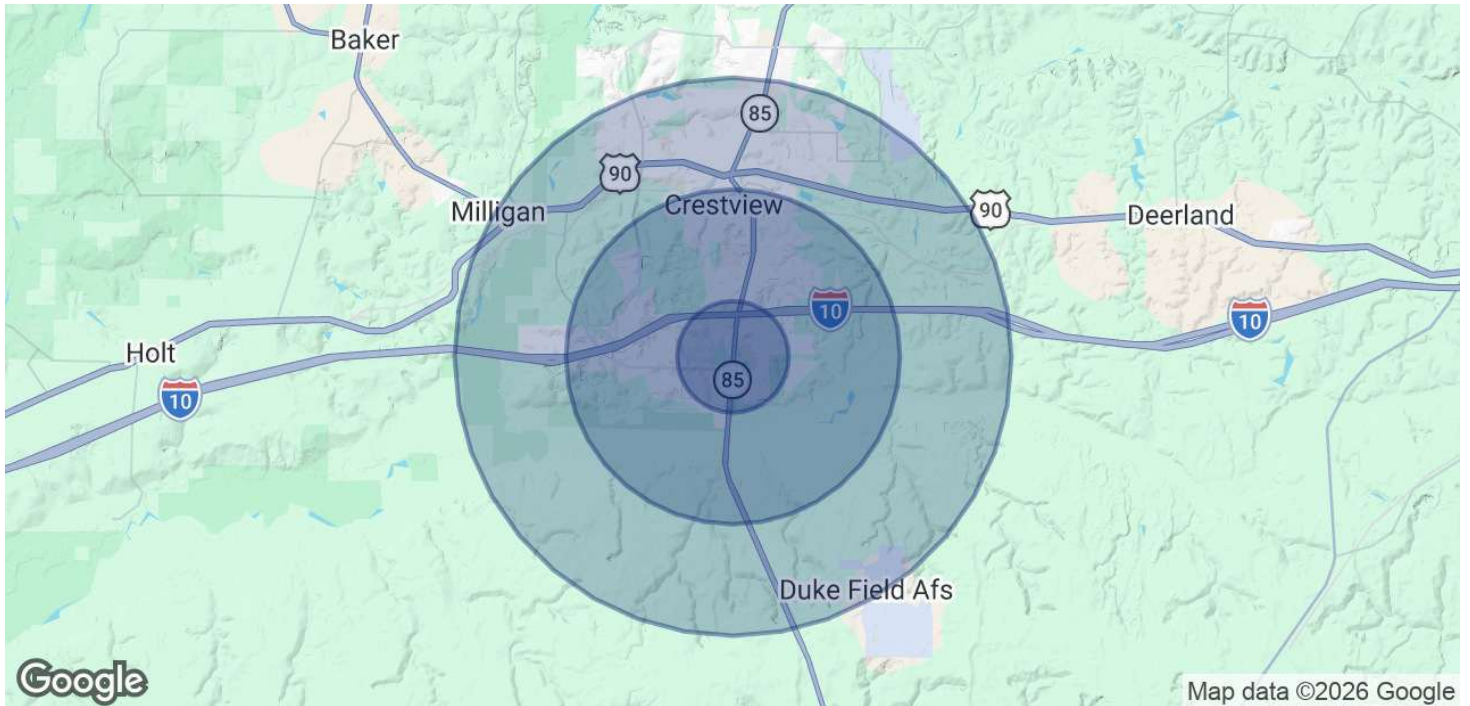 Baker
85
90
Milligan
Crestview
90
Deerland
10
10
Holt
10
85
Duke Field Afs
Google
Map data ©2026 Google